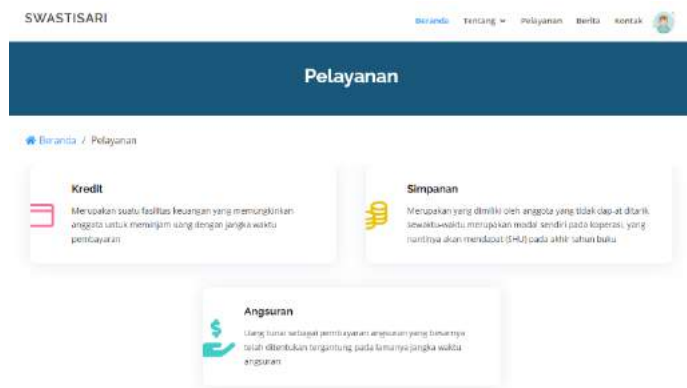 SWASTISARI
Beranda Tentang Pelayanan Berita Kontak
Pelayanan
Beranda / Pelayanan
Kredit
Merupakan suatu fasilitas keuangan yang memungkinkan
anggota untuk meminjam uang dengan jangka waktu
pembayaran
Simpanan
Merupakan yang dimiliki oleh anggota yang tidak dap-at ditarik
sewaktu-waktu merupakan modal sendiri pada koperasi, yang
nantinya akan mendapat (SHU) pada akhir tahun buku
Angsuran
Uang tunai sebagai pembayaran angsuran yang besarnya
telah ditentukan tergantung pada lamanya jangka waktu
angsuran